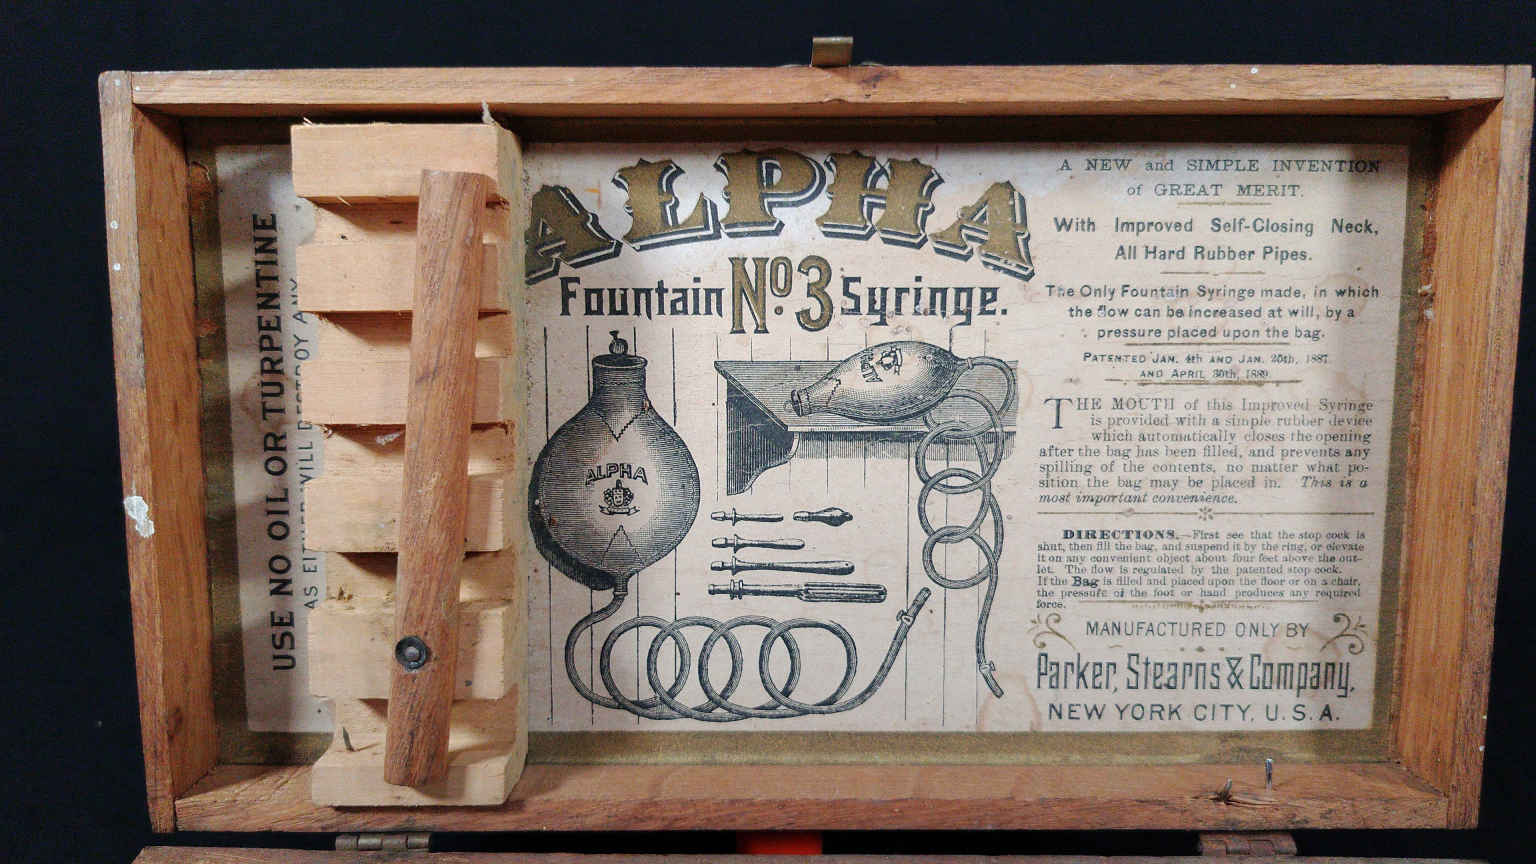 USE NO OIL OR TURPENTINE
AS EITHER WILL DESTROY ANY
ALPHA
Fountain No 3 Syringe.
ALPHA
ALPHA
A NEW and SIMPLE INVENTION
of GREAT MERIT.
With Improved Self-Closing Neck,
All Hard Rubber Pipes.
The Only Fountain Syringe made, in which
the flow can be increased at will, by a
pressure placed upon the bag.
PATENTED JAN. 4th AND JAN. 25th, 1887.
AND APRIL 30th, 1889.
THE MOUTH of this Improved Syringe
is provided with a simple rubber device
which automatically closes the opening
after the bag has been filled, and prevents any
spilling of the contents, no matter what po-
sition the bag may be placed in. This is a
most important convenience.
DIRECTIONS.—First see that the stop cock is
shut, then fill the bag, and suspend it by the ring, or elevate
it on any convenient object about four feet above the out-
let. The flow is regulated by the patented stop cock.
If the Bag is filled and placed upon the floor or on a chair,
the pressure of the foot or hand produces any required
force.
MANUFACTURED ONLY BY
Parker, Stearns & Company,
NEW YORK CITY, U.S.A.